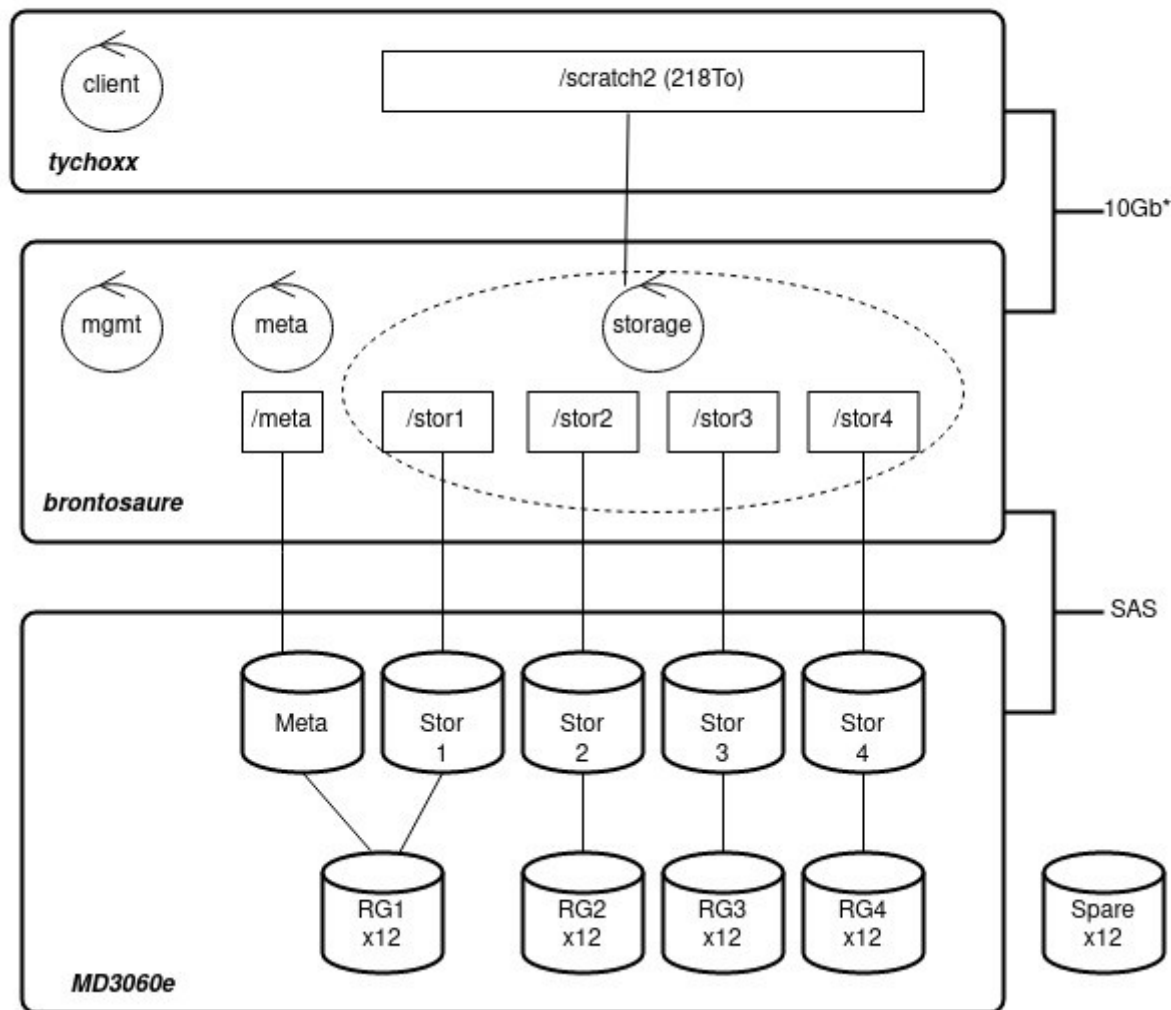 client
/scratch2 (218To)
tychoxx
10Gb*
mgmt
meta
storage
/meta
/stor1
/stor2
/stor3
/stor4
brontosaure
SAS
Meta
Stor
1
Stor
2
Stor
3
Stor
4
RG1
x12
RG2
x12
RG3
x12
RG4
x12
Spare
x12
MD3060e